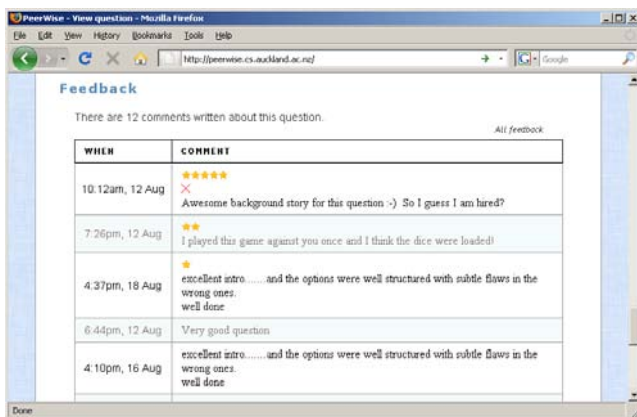 PeerWise - View question - Mozilla Firefox
File Edit View History Bookmarks Tools Help
http://peerwise.cs.auckland.ac.nz/
G Google
Feedback
There are 12 comments written about this question.
All feedback
WHEN COMMENT
10:12am, 12 Aug
Awesome background story for this question :-) So I guess I am hired?
7:26pm, 12 Aug
I played this game against you once and I think the dice were loaded!
4:37pm, 18 Aug
excellent intro.......and the options were well structured with subtle flaws in the
wrong ones.
well done
6:44pm, 12 Aug
Very good question
4:10pm, 16 Aug
excellent intro.......and the options were well structured with subtle flaws in the
wrong ones.
well done
Done